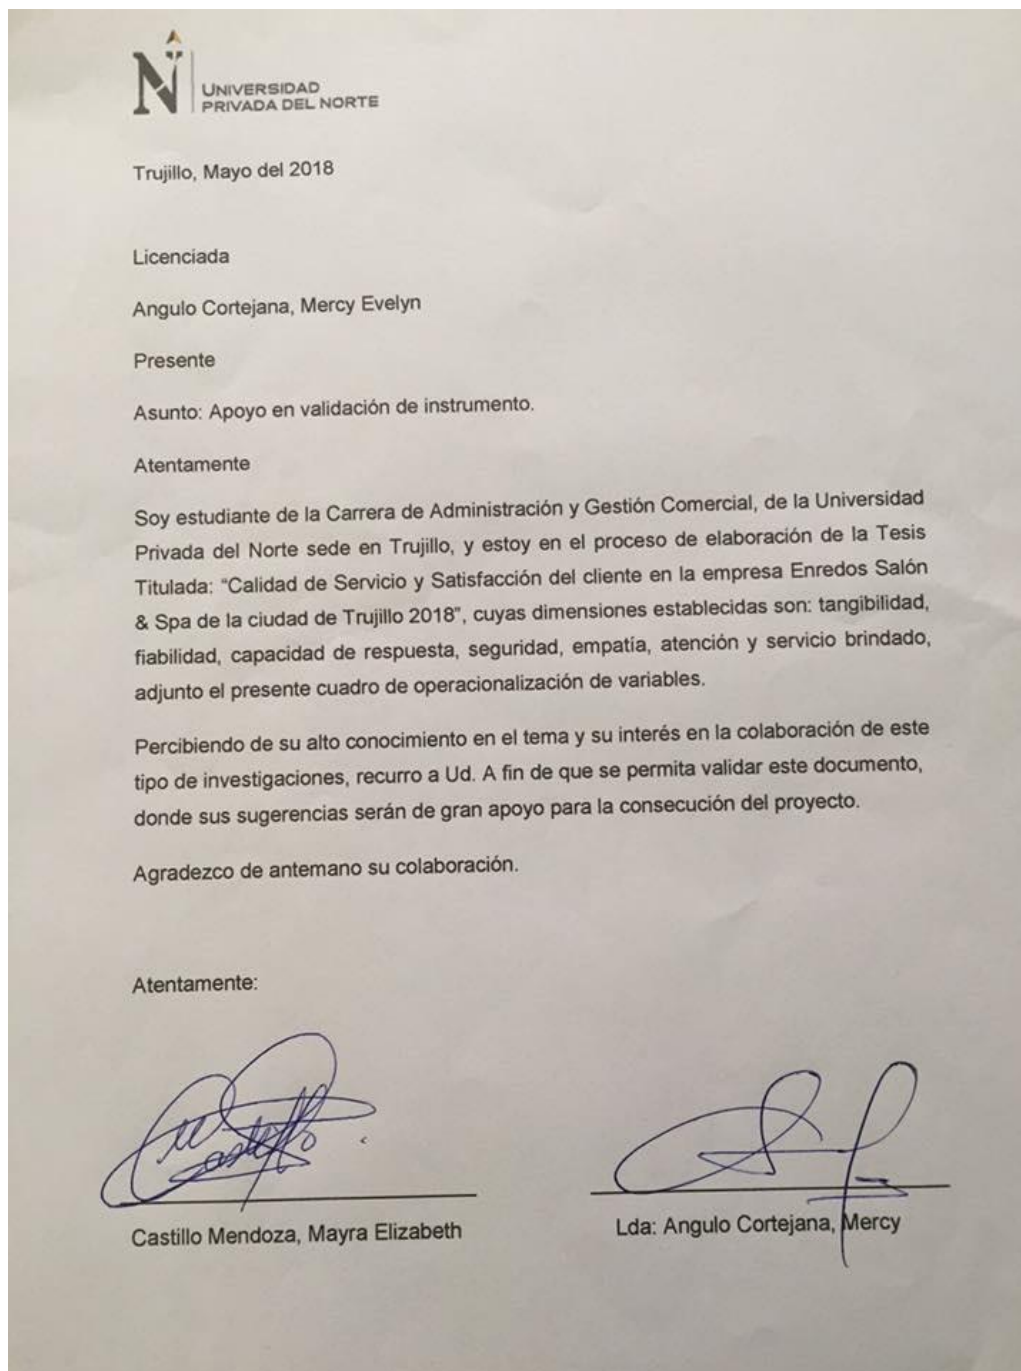 N
UNIVERSIDAD
PRIVADA DEL NORTE
Trujillo, Mayo del 2018
Licenciada
Angulo Cortejana, Mercy Evelyn
Presente
Asunto: Apoyo en validación de instrumento.
Atentamente
Soy estudiante de la Carrera de Administración y Gestión Comercial, de la Universidad
Privada del Norte sede en Trujillo, y estoy en el proceso de elaboración de la Tesis
Titulada: “Calidad de Servicio y Satisfacción del cliente en la empresa Enredos Salón
& Spa de la ciudad de Trujillo 2018”, cuyas dimensiones establecidas son: tangibilidad,
fiabilidad, capacidad de respuesta, seguridad, empatía, atención y servicio brindado,
adjunto el presente cuadro de operacionalización de variables.
Percibiendo de su alto conocimiento en el tema y su interés en la colaboración de este
tipo de investigaciones, recurro a Ud. A fin de que se permita validar este documento,
donde sus sugerencias serán de gran apoyo para la consecución del proyecto.
Agradezco de antemano su colaboración.
Atentamente:
Castillo Mendoza, Mayra Elizabeth
Lda: Angulo Cortejana, Mercy